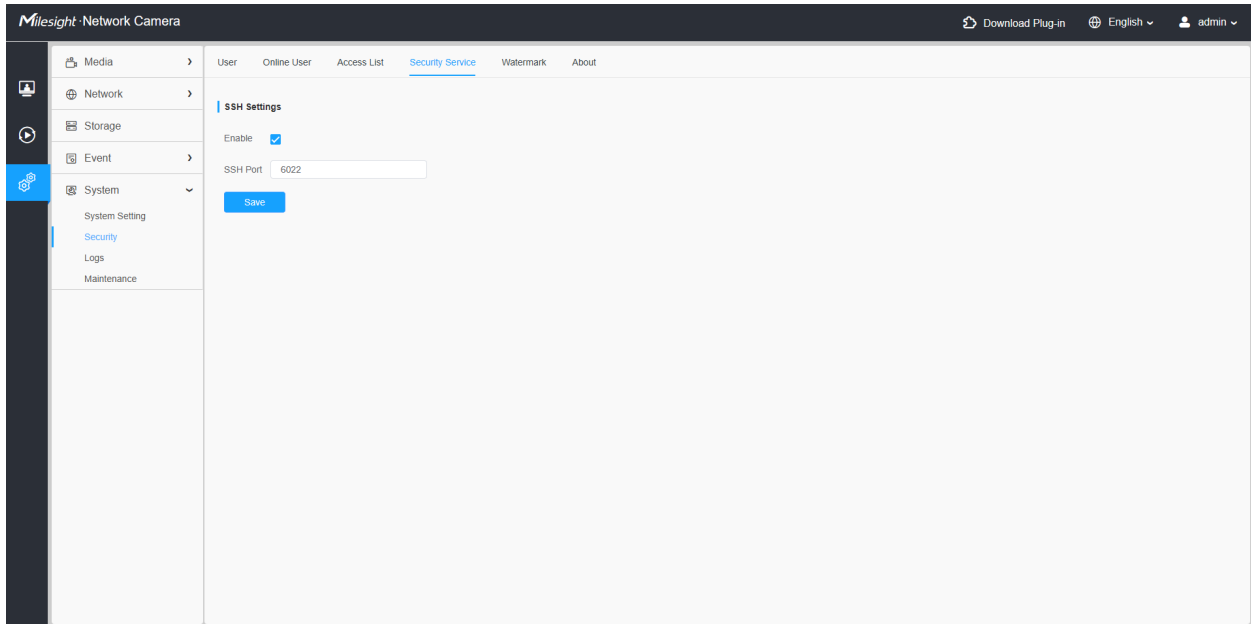 Milesight · Network Camera
Download Plug-in
English
admin
Media
Network
Storage
Event
System
System Setting
Security
Logs
Maintenance
User Online User Access List Security Service Watermark About
SSH Settings
Enable
SSH Port 6022
Save